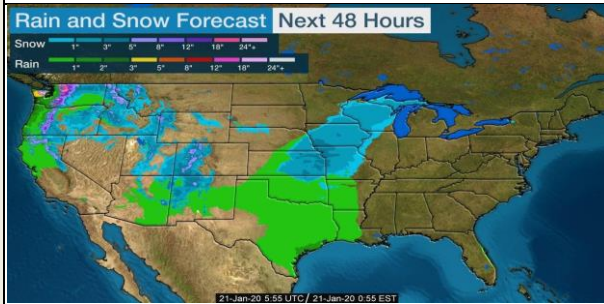 Rain and Snow Forecast Next 48 Hours
Snow
1" 3" 5" 8" 12" 18" 24"+
Rain
1" 2" 3" 5" 8" 12" 18" 24"+
21-Jan-20 5:55 UTC / 21-Jan-20 0:55 EST